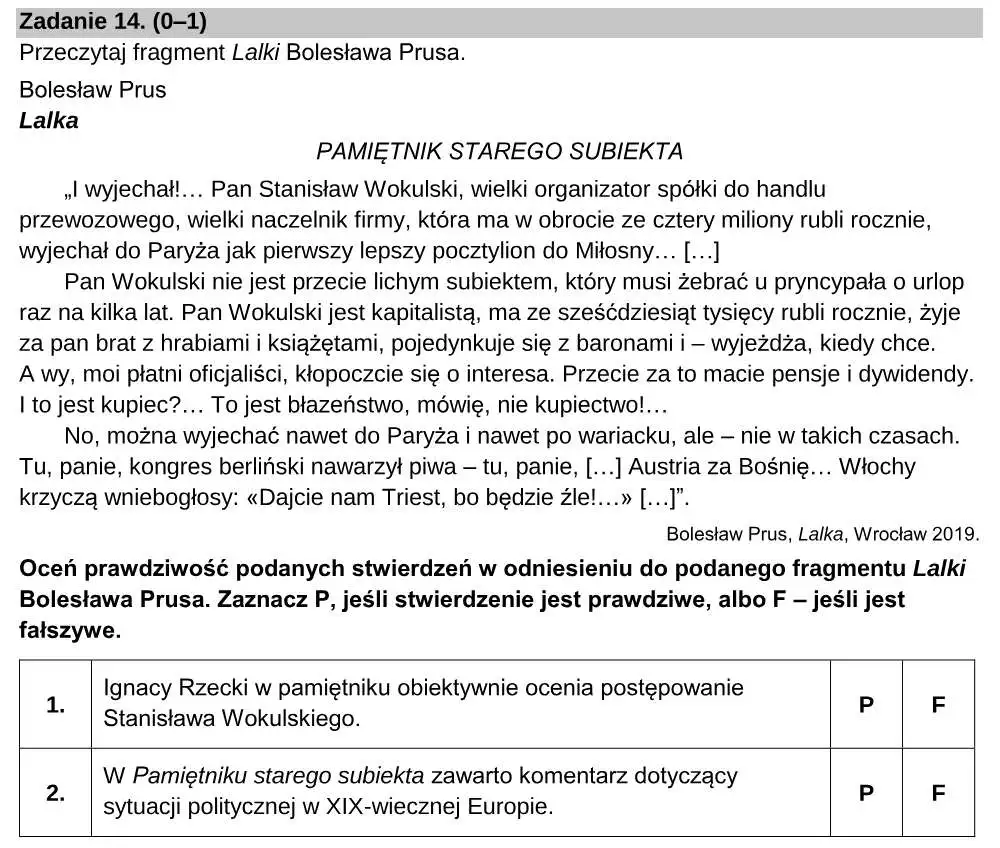 Zadanie 14. (0–1)
Przeczytaj fragment Lalki Bolesława Prusa.
Bolesław Prus
Lalka
PAMIĘTNIK STAREGO SUBIEKTA
„I wyjechał!… Pan Stanisław Wokulski, wielki organizator spółki do handlu
przewozowego, wielki naczelnik firmy, która ma w obrocie ze cztery miliony rubli rocznie,
wyjechał do Paryża jak pierwszy lepszy pocztylion do Miłosny… […]
Pan Wokulski nie jest przecie lichym subiektem, który musi żebrać u pryncypała o urlop
raz na kilka lat. Pan Wokulski jest kapitalistą, ma ze sześćdziesiąt tysięcy rubli rocznie, żyje
za pan brat z hrabiami i książętami, pojedynkuje się z baronami i – wyjeżdża, kiedy chce.
A wy, moi płatni oficjaliści, kłopoczcie się o interesa. Przecie za to macie pensje i dywidendy.
I to jest kupiec?… To jest błazeństwo, mówię, nie kupiectwo!…
No, można wyjechać nawet do Paryża i nawet po wariacku, ale – nie w takich czasach.
Tu, panie, kongres berliński nawarzył piwa – tu, panie, […] Austria za Bośnię… Włochy
krzyczą wniebogłosy: «Dajcie nam Triest, bo będzie źle!…» […]”.
Bolesław Prus, Lalka, Wrocław 2019.
Oceń prawdziwość podanych stwierdzeń w odniesieniu do podanego fragmentu Lalki
Bolesława Prusa. Zaznacz P, jeśli stwierdzenie jest prawdziwe, albo F – jeśli jest
fałszywe.
1. Ignacy Rzecki w pamiętniku obiektywnie ocenia postępowanie
Stanisława Wokulskiego. P F
2. W Pamiętniku starego subiekta zawarto komentarz dotyczący
sytuacji politycznej w XIX-wiecznej Europie. P F